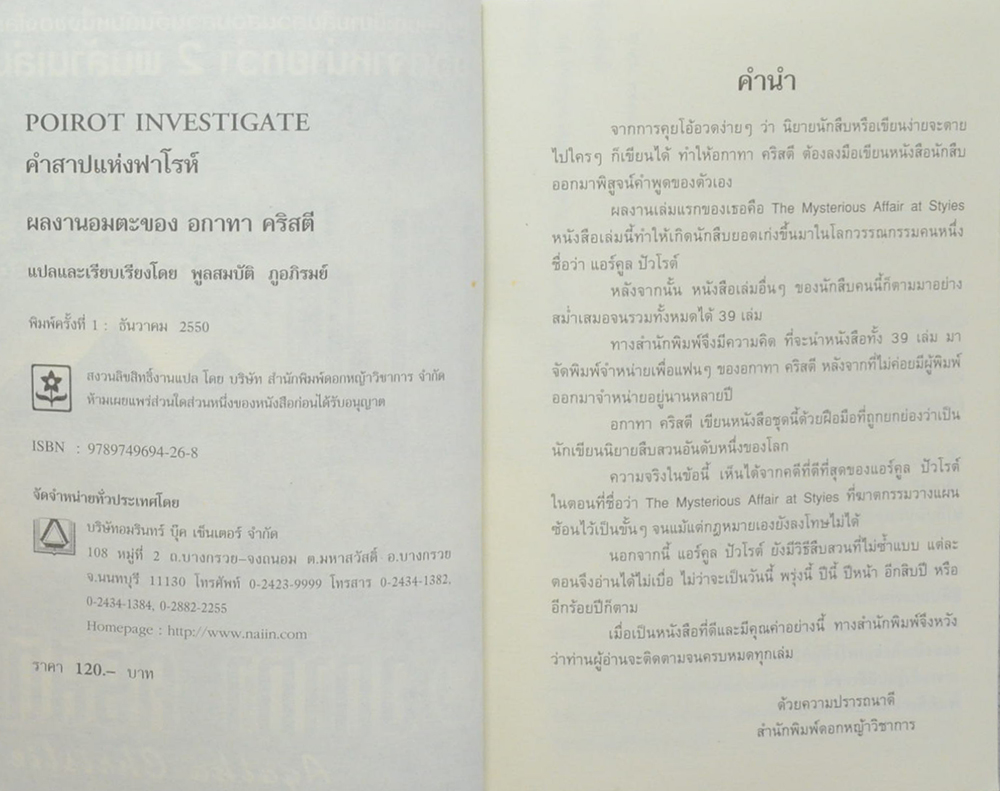 POIROT INVESTIGATE
คำสาปแห่งฟาโรห์
ผลงานอมตะของ อกาทา คริสตี
แปลและเรียบเรียงโดย พูลสมบัติ ภูอภิรมย์
พิมพ์ครั้งที่ 1 : ธันวาคม 2550
สงวนลิขสิทธิ์งานแปล โดย บริษัท สำนักพิมพ์ดอกหญ้าวิชาการ จำกัด
ห้ามเผยแพร่ส่วนใดส่วนหนึ่งของหนังสือก่อนได้รับอนุญาต
ISBN : 9789749694-26-8
จัดจำหน่ายทั่วประเทศโดย
บริษัทอมรินทร์ บุ๊ค เซ็นเตอร์ จำกัด
108 หมู่ที่ 2 ถ.บางกรวย–จงถนอม ต.มหาสวัสดิ์ อ.บางกรวย
จ.นนทบุรี 11130 โทรศัพท์ 0-2423-9999 โทรสาร 0-2434-1382,
0-2434-1384, 0-2882-2255
Homepage : http://www.naiin.com
ราคา 120.– บาท
คำนำ
จากการคุยโอ้อวดง่ายๆ ว่า นิยายนักสืบหรือเขียนง่ายจะตาย
ไปใครๆ ก็เขียนได้ ทำให้อกาทา คริสตี ต้องลงมือเขียนหนังสือนักสืบ
ออกมาพิสูจน์คำพูดของตัวเอง
ผลงานเล่มแรกของเธอคือ The Mysterious Affair at Styies
หนังสือเล่มนี้ทำให้เกิดนักสืบยอดเก่งขึ้นมาในโลกวรรณกรรมคนหนึ่ง
ชื่อว่า แอร์คูล ปัวโรต์
หลังจากนั้น หนังสือเล่มอื่นๆ ของนักสืบคนนี้ก็ตามมาอย่าง
สม่ำเสมอจนรวมทั้งหมดได้ 39 เล่ม
ทางสำนักพิมพ์จึงมีความคิด ที่จะนำหนังสือทั้ง 39 เล่ม มา
จัดพิมพ์จำหน่ายเพื่อแฟนๆ ของอกาทา คริสตี หลังจากที่ไม่ค่อยมีผู้พิมพ์
ออกมาจำหน่ายอยู่นานหลายปี
อกาทา คริสตี เขียนหนังสือชุดนี้ด้วยฝีมือมือที่ถูกยกย่องว่าเป็น
นักเขียนนิยายสืบสวนอันดับหนึ่งของโลก
ความจริงในข้อนี้ เห็นได้จากคดีที่ดีที่สุดของแอร์คูล ปัวโรต์
ในตอนที่ชื่อว่า The Mysterious Affair at Styies ที่ฆาตกรรมวางแผน
ซ้อนไว้เป็นชั้นๆ จนแม้แต่กฎหมายเองยังลงโทษไม่ได้
นอกจากนี้ แอร์คูล ปัวโรต์ ยังมีวิธีสืบสวนที่ไม่ซ้ำแบบ แต่ละ
ตอนจึงอ่านได้ไม่เบื่อ ไม่ว่าจะเป็นวันนี้ พรุ่งนี้ ปีนี้ ปีหน้า อีกสิบปี หรือ
อีกร้อยปีก็ตาม
เมื่อเป็นหนังสือที่ดีและมีคุณค่าอย่างนี้ ทางสำนักพิมพ์จึงหวัง
ว่าท่านผู้อ่านจะติดตามจนครบหมดทุกเล่ม
ด้วยความปรารถนาดี
สำนักพิมพ์ดอกหญ้าวิชาการ